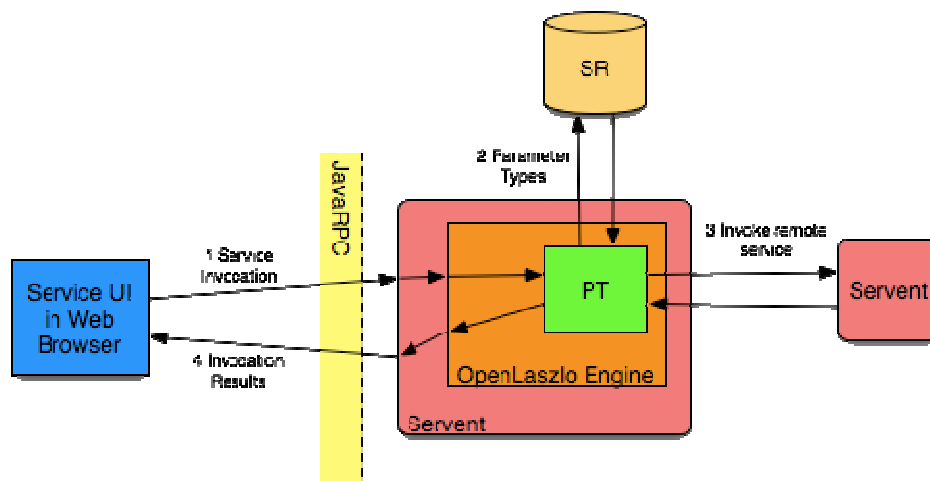 SR
2 Parameter
Types
JavaRPC
3 Invoke remote
service
1 Service
Invocation
PT
Service UI
in Web
Browser
Servent
4 Invocation
Results
OpenLaszlo Engine
Servent